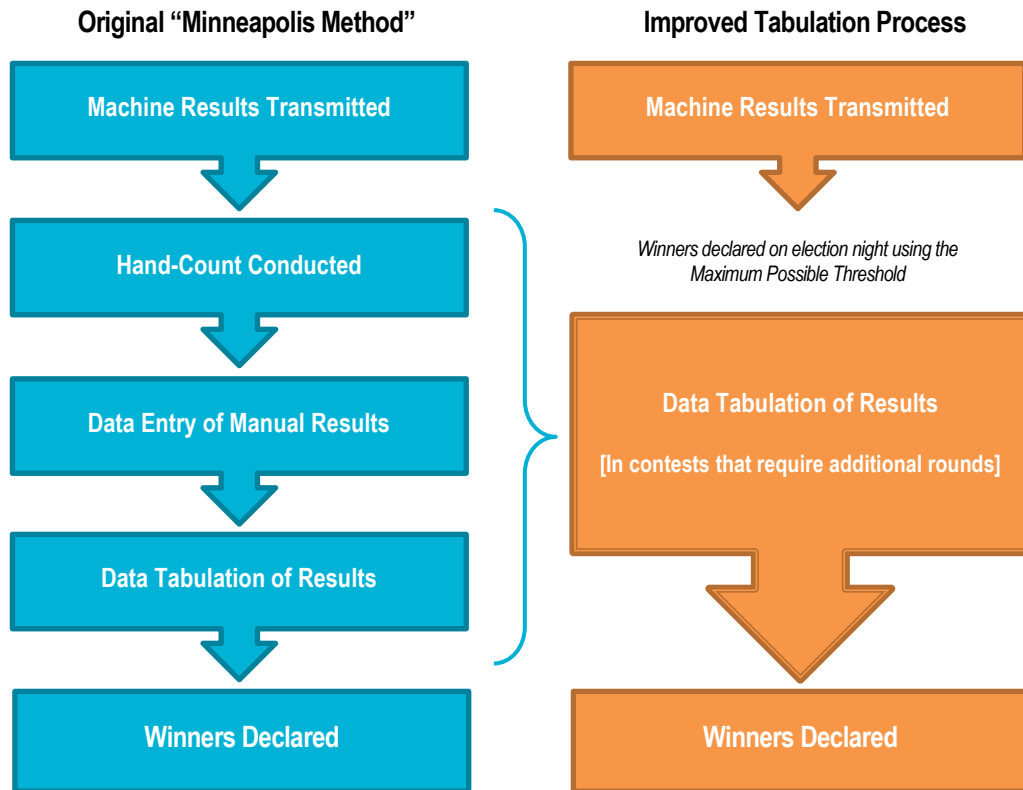 Original “Minneapolis Method”
Machine Results Transmitted
Hand-Count Conducted
Data Entry of Manual Results
Data Tabulation of Results
Winners Declared
Improved Tabulation Process
Machine Results Transmitted
Winners declared on election night using the
Maximum Possible Threshold
Data Tabulation of Results
[In contests that require additional rounds]
Winners Declared